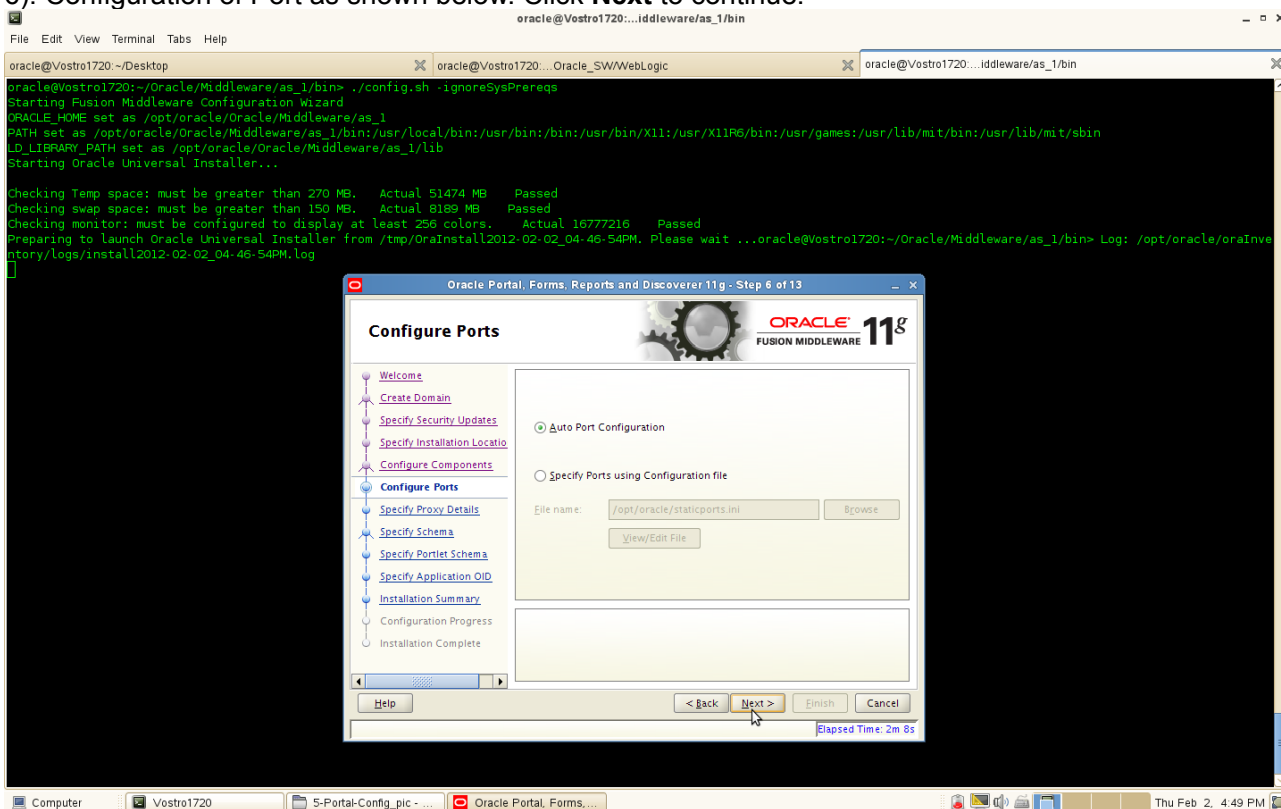 6). Configuration of Port as shown below. Click Next to continue.
oracle@Vostro1720:...iddleware/as_1/bin
File Edit View Terminal Tabs Help
oracle@Vostro1720:~/Desktop
oracle@Vostro1720:...Oracle_SW/WebLogic
oracle@Vostro1720:...iddleware/as_1/bin
oracle@Vostro1720:~/Oracle/Middleware/as_1/bin> ./config.sh -ignoreSysPrereqs
Starting Fusion Middleware Configuration Wizard
ORACLE_HOME set as /opt/oracle/Oracle/Middleware/as_1
PATH set as /opt/oracle/Oracle/Middleware/as_1/bin:/usr/local/bin:/usr/bin:/bin:/usr/bin/X11:/usr/X11R6/bin:/usr/games:/usr/lib/mit/bin:/usr/lib/mit/sbin
LD_LIBRARY_PATH set as /opt/oracle/Oracle/Middleware/as_1/lib
Starting Oracle Universal Installer...
Checking Temp space: must be greater than 270 MB. Actual 51474 MB Passed
Checking swap space: must be greater than 150 MB. Actual 8189 MB Passed
Checking monitor: must be configured to display at least 256 colors. Actual 16777216 Passed
Preparing to launch Oracle Universal Installer from /tmp/OraInstall2012-02-02_04-46-54PM. Please wait ...oracle@Vostro1720:~/Oracle/Middleware/as_1/bin> Log: /opt/oracle/oraInve
ntory/logs/install2012-02-02_04-46-54PM.log
Oracle Portal, Forms, Reports and Discoverer 11g - Step 6 of 13
Configure Ports
ORACLE
FUSION MIDDLEWARE 11g
Welcome
Create Domain
Specify Security Updates
Specify Installation Locatio
Configure Components
Configure Ports
Specify Proxy Details
Specify Schema
Specify Portlet Schema
Specify Application OID
Installation Summary
Configuration Progress
Installation Complete
Auto Port Configuration
Specify Ports using Configuration file
File name: /opt/oracle/staticports.ini Browse
View/Edit File
Help
< Back Next > Finish Cancel
Elapsed Time: 2m 8s
Computer
Vostro1720
5-Portal-Config_pic - ...
Oracle Portal, Forms,...
Thu Feb 2, 4:49 PM